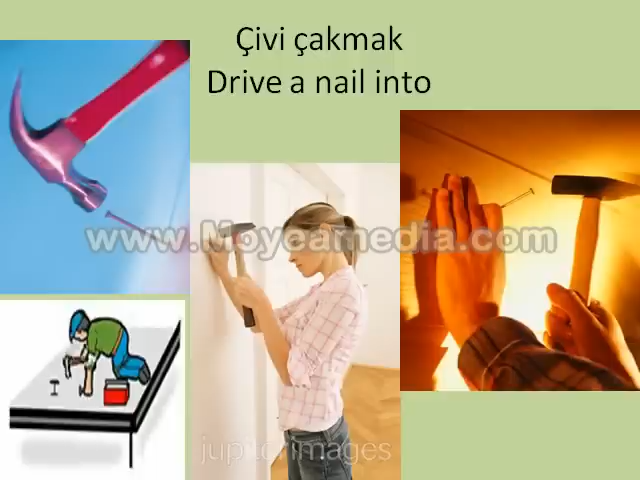 Çivi çakmak
Drive a nail into
www.Moyeamedia.com
jupiterimages